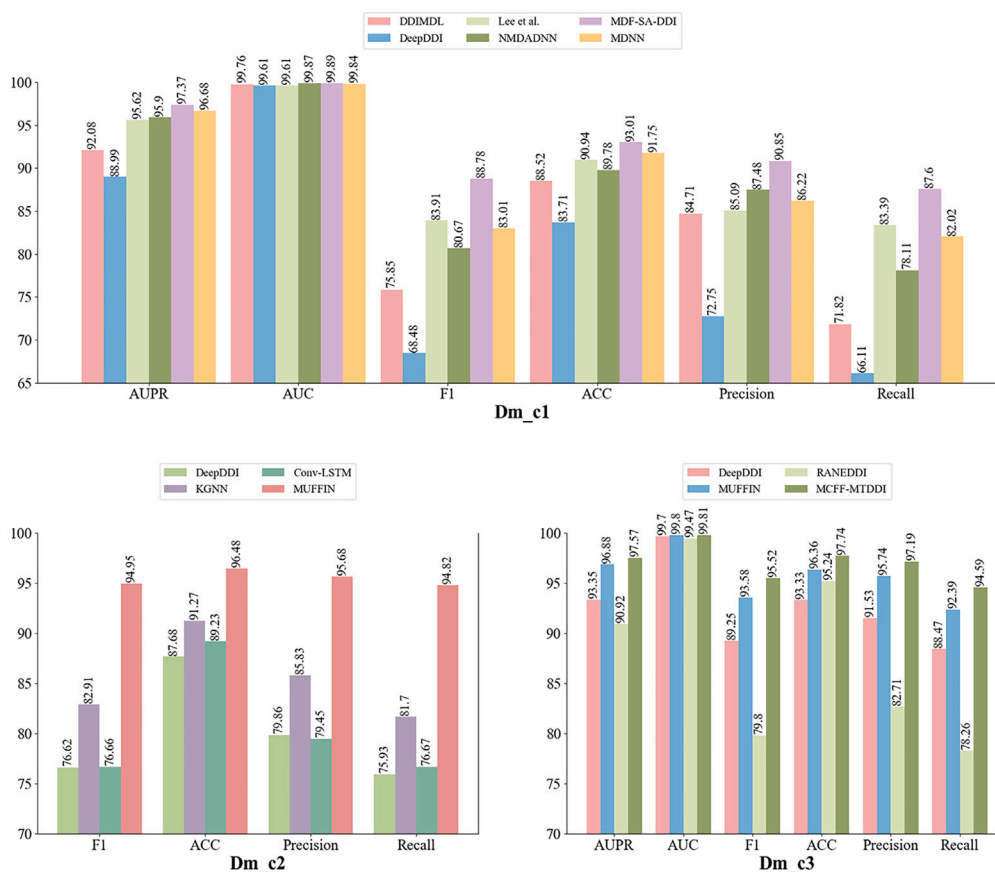 DDIMDL Lee et al. MDF-SA-DDI
DeepDDI NMDADNN MDNN
100
95
90
85
80
75
70
65
92.08 88.99 95.62 95.9 97.37 96.68
99.76 99.61 99.61 99.87 99.89 99.84
75.85 68.48 83.91 80.67 88.78 83.01
88.52 83.71 90.94 89.78 93.01 91.75
84.71 72.75 85.09 87.48 90.85 86.22
71.82 66.11 83.39 78.11 87.6 82.02
AUPR AUC F1 ACC Precision Recall
Dm_c1
DeepDDI Conv-LSTM
KGNN MUFFIN
100
95
90
85
80
75
70
76.62 82.91 76.66 94.95
87.68 91.27 89.23 96.48
79.86 85.83 79.45 95.68
75.93 81.7 76.67 94.82
F1 ACC Precision Recall
Dm_c2
DeepDDI RANEDDI
MUFFIN MCFF-MTDDI
100
95
90
85
80
75
70
93.35 96.88 90.92 97.57
99.7 99.8 99.47 99.81
89.25 93.58 79.8 95.52
93.33 96.36 95.24 97.74
91.53 95.74 82.71 97.19
88.47 92.39 78.26 94.59
AUPR AUC F1 ACC Precision Recall
Dm_c3